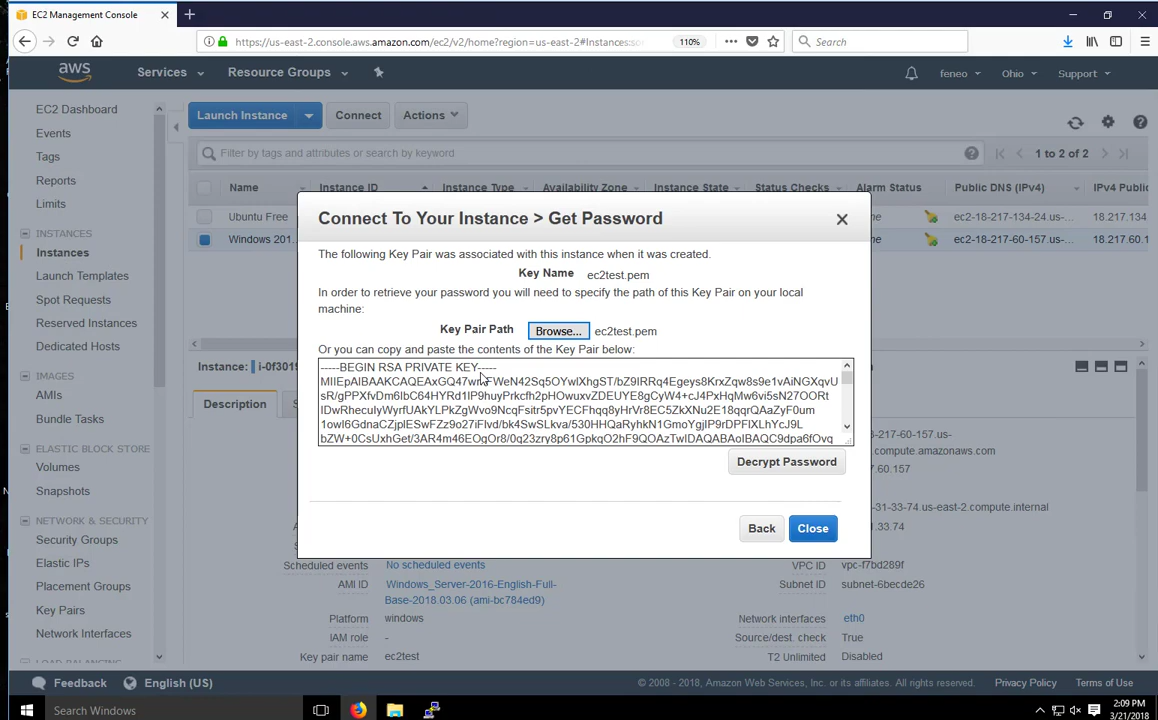 EC2 Management Console
https://us-east-2.console.aws.amazon.com/ec2/v2/home?region=us-east-2#Instances:
110%
Search
aws
Services
Resource Groups
feneo
Ohio
Support
EC2 Dashboard
Events
Tags
Reports
Limits
INSTANCES
Instances
Launch Templates
Spot Requests
Reserved Instances
Dedicated Hosts
IMAGES
AMIs
Bundle Tasks
ELASTIC BLOCK STORE
Volumes
Snapshots
NETWORK & SECURITY
Security Groups
Elastic IPs
Placement Groups
Key Pairs
Network Interfaces
Launch Instance
Connect
Actions
Filter by tags and attributes or search by keyword
1 to 2 of 2
Name
Instance ID
Instance Type
Availability Zone
Instance State
Status Checks
Alarm Status
Public DNS (IPv4)
IPv4 Public
Ubuntu Free
ec2-18-217-134-24.us-...
18.217.134
Windows 201...
ec2-18-217-60-157.us-...
18.217.60.1
Connect To Your Instance > Get Password
The following Key Pair was associated with this instance when it was created.
Key Name
ec2test.pem
In order to retrieve your password you will need to specify the path of this Key Pair on your local
machine:
Key Pair Path
Browse...
ec2test.pem
Or you can copy and paste the contents of the Key Pair below:
-----BEGIN RSA PRIVATE KEY-----
Decrypt Password
Back
Close
Instance:
i-0f3019
Description
compute.amazonaws.com
.60.157
-31-33-74.us-east-2.compute.internal
.33.74
Scheduled events
No scheduled events
VPC ID
vpc-f7bd289f
AMI ID
Windows_Server-2016-English-Full-
Base-2018.03.06 (ami-bc784ed9)
Subnet ID
subnet-6becde26
Platform
windows
Network interfaces
eth0
IAM role
-
Source/dest. check
True
Key pair name
ec2test
T2 Unlimited
Disabled
Feedback
English (US)
© 2008 - 2018, Amazon Web Services, Inc. or its affiliates. All rights reserved.
Privacy Policy
Terms of Use
Search Windows
2:09 PM
3/21/2018